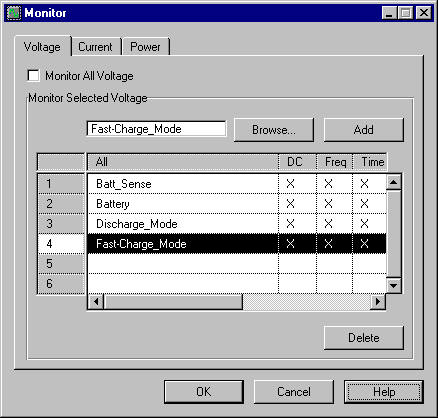 Monitor
Voltage Current Power
Monitor All Voltage
Monitor Selected Voltage
Fast-Charge_Mode Browse... Add
All DC Freq Time
1 Batt_Sense X X X
2 Battery X X X
3 Discharge_Mode X X X
4 Fast-Charge_Mode X X X
5
6
Delete
OK Cancel Help